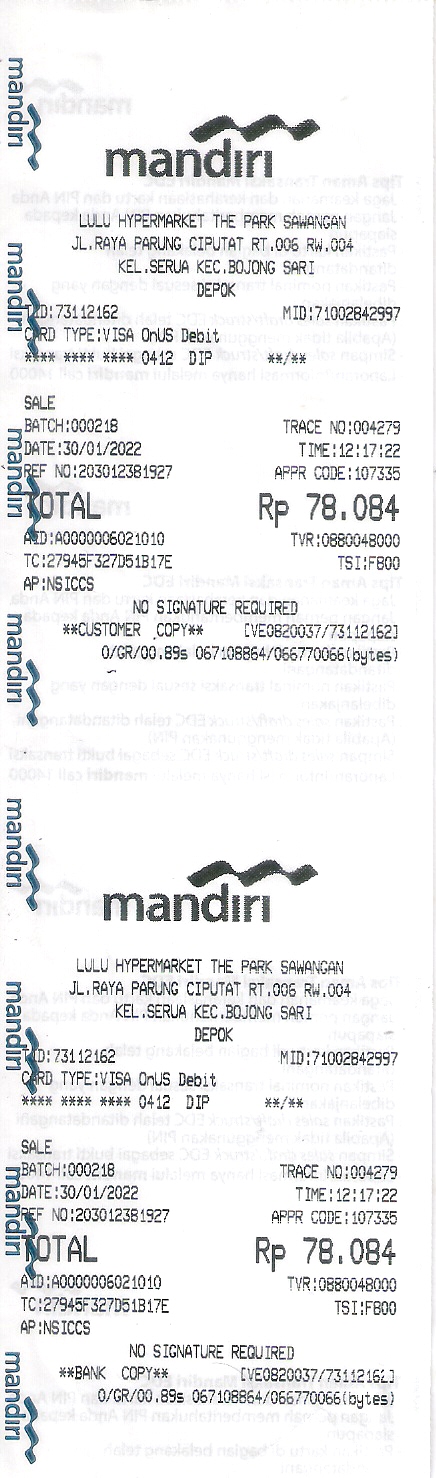 mandiri
LULU HYPERMARKET THE PARK SAWANGAN
JL.RAYA PARUNG CIPUTAT RT.006 RW.004
KEL.SERUA KEC.BOJONG SARI
DEPOK
TID:73112162 MID:71002842997
CARD TYPE:VISA OnUS Debit
**** **** **** 0412 DIP **/**
SALE
BATCH:000218 TRACE NO:004279
DATE:30/01/2022 TIME:12:17:22
REF NO:203012381927 APPR CODE:107335
TOTAL Rp 78.084
AID:A0000006021010 TVR:0880048000
TC:27945F327D51B17E TSI:F800
AP:NSICCS
NO SIGNATURE REQUIRED
**CUSTOMER COPY** [VE0820037/73112162]
0/GR/00.89s 067108864/066770066(bytes)
mandiri
LULU HYPERMARKET THE PARK SAWANGAN
JL.RAYA PARUNG CIPUTAT RT.006 RW.004
KEL.SERUA KEC.BOJONG SARI
DEPOK
TID:73112162 MID:71002842997
CARD TYPE:VISA OnUS Debit
**** **** **** 0412 DIP **/**
SALE
BATCH:000218 TRACE NO:004279
DATE:30/01/2022 TIME:12:17:22
REF NO:203012381927 APPR CODE:107335
TOTAL Rp 78.084
AID:A0000006021010 TVR:0880048000
TC:27945F327D51B17E TSI:F800
AP:NSICCS
NO SIGNATURE REQUIRED
**BANK COPY** [VE0820037/73112162]
0/GR/00.89s 067108864/066770066(bytes)
mandiri
mandiri
mandiri
mandiri
mandiri
mandiri
mandiri
mandiri